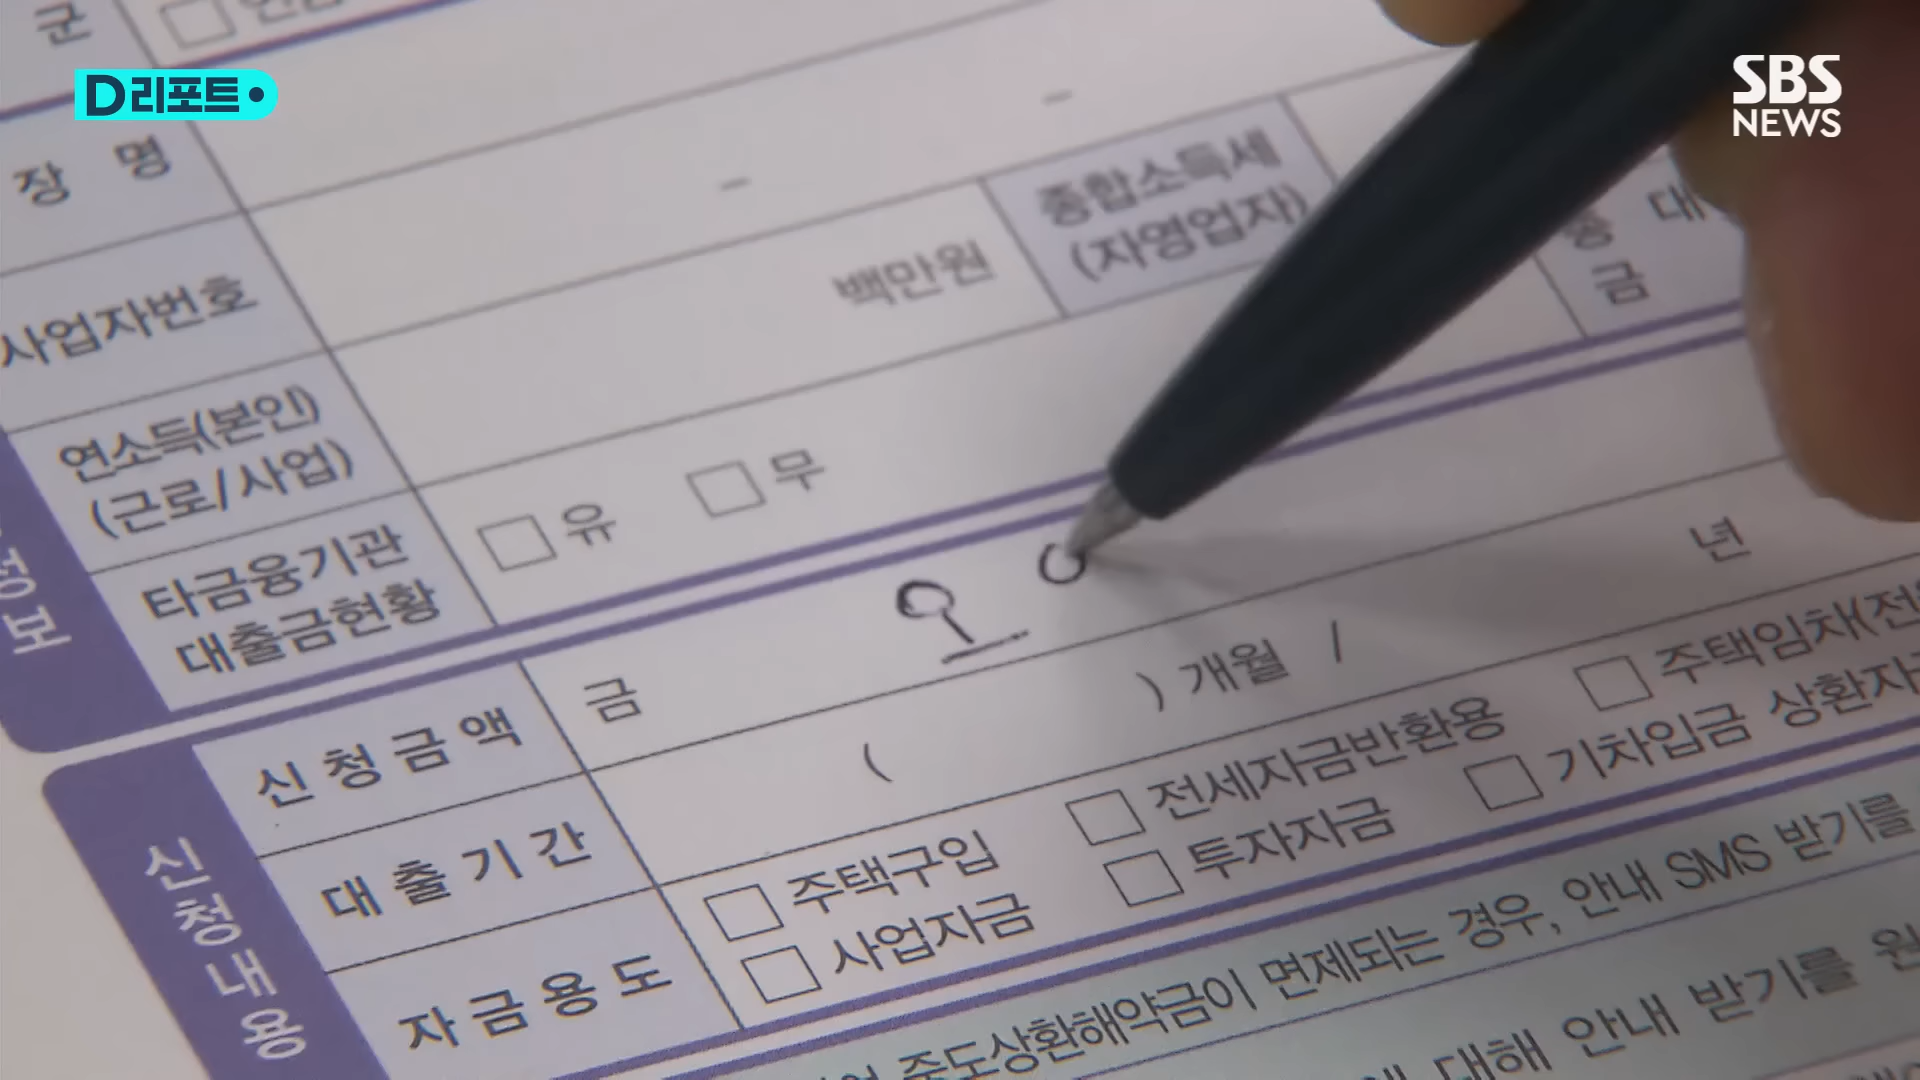 군
D리포트
SBS
NEWS
장 명
사업자번호
백만원
종합소득세
(자영업자)
금
연소득(본인)
(근로/사업)
유 무
타금융기관
대출금현황
정보
신청금액
금 오 ㅇ
대출기간
( ) 개월 / 년
자금용도
주택구입 전세자금반환용 주택임차(전
사업자금 투자자금 기차입금 상환자
신청내용
중도상환해약금이 면제되는 경우, 안내 SMS 받기를
대해 안내 받기를 원